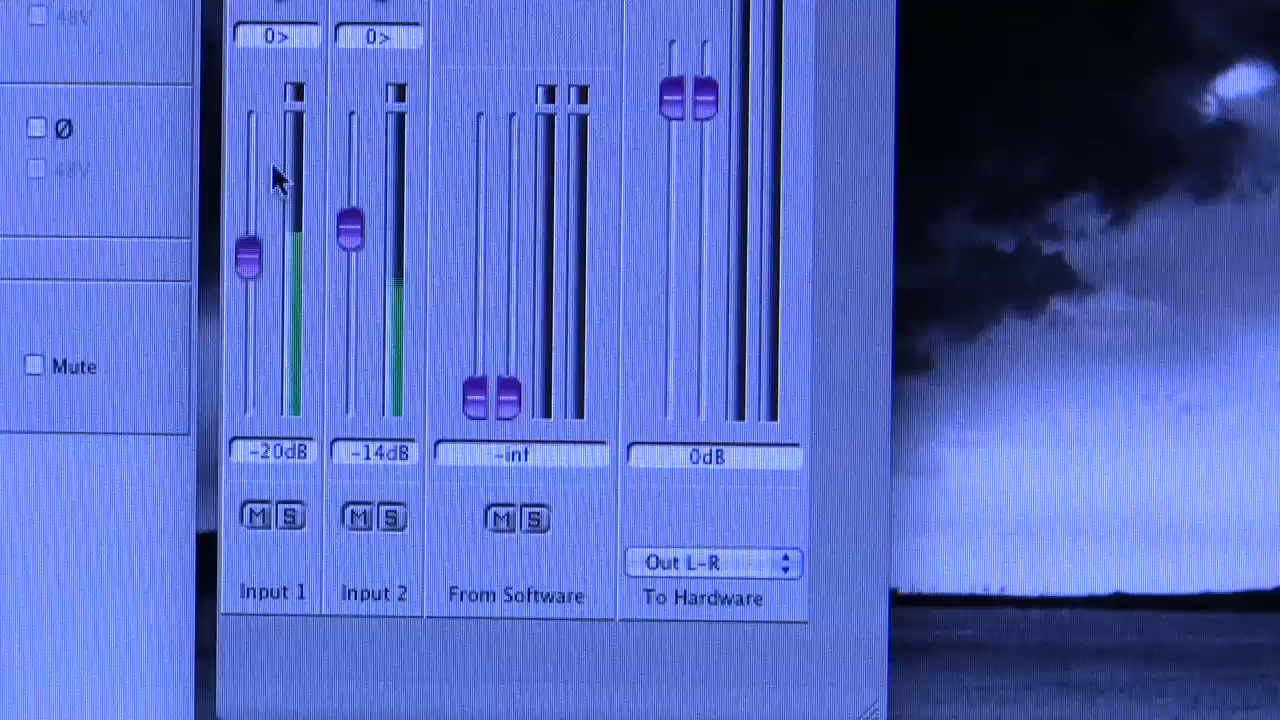 48V
0> 0>
Ø
48V
Mute
-20dB -14dB -inf 0dB
M S M S M S
Out L-R
Input 1 Input 2 From Software To Hardware